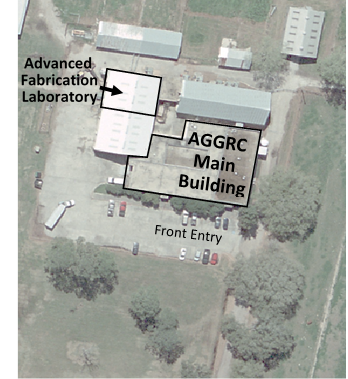 Advanced
Fabrication
Laboratory
AGGRC
Main
Building
Front Entry